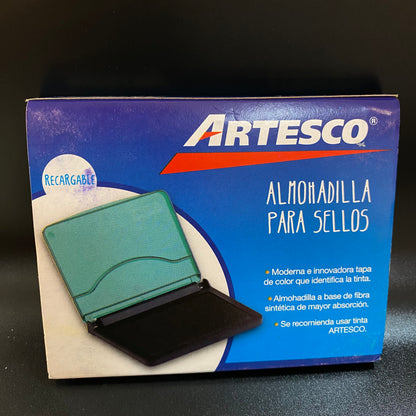 ARTESCO®
RECARGABLE
ALMOHADILLA
PARA SELLOS
• Moderna e innovadora tapa
de color que identifica la tinta.
• Almohadilla a base de fibra
sintética de mayor absorción.
• Se recomienda usar tinta
ARTESCO.